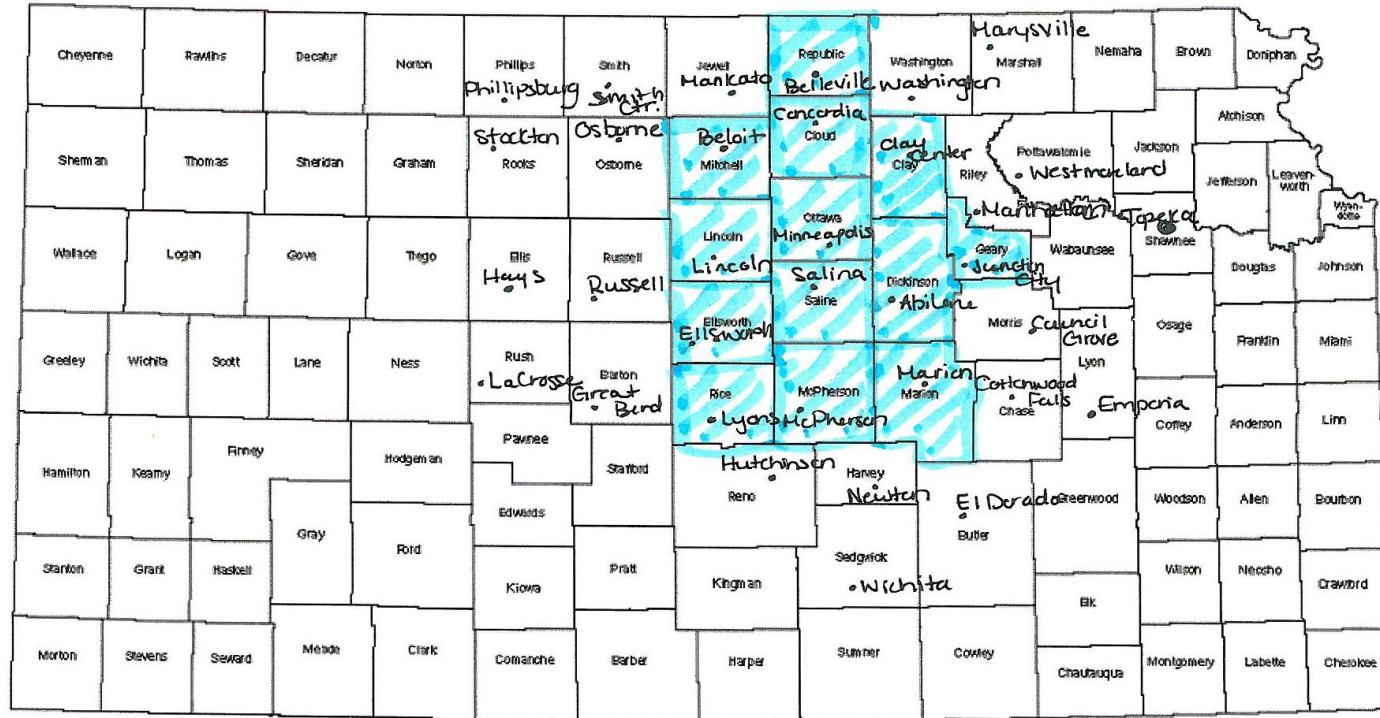 Cheyenne
Rawlins
Decatur
Norton
Phillips
Phillipsburg
Smith
Smith
Ctr.
Jewell
Mankato
Republic
Belleville
Washington
Washington
Marysville
Marshall
Nemaha
Brown
Doniphan
Sherman
Thomas
Sheridan
Graham
Stockton
Rooks
Osborne
Osborne
Beloit
Mitchell
Concordia
Cloud
Clay
Center
Clay
Riley
Pottawatomie
Westmoreland
Jackson
Atchison
Jefferson
Leaven-
worth
Wyan-
dotte
Manhattan
Topeka
Shawnee
Wallace
Logan
Gove
Trego
Ellis
Hays
Russell
Russell
Lincoln
Lincoln
Ottawa
Minneapolis
Salina
Saline
Dickinson
Abilene
Geary
Junction
City
Wabaunsee
Douglas
Johnson
Greeley
Wichita
Scott
Lane
Ness
Rush
LaCrosse
Barton
Great
Bend
Ellsworth
Ellsworth
Rice
Lyons
McPherson
McPherson
Marion
Marion
Morris
Council
Grove
Cottonwood
Falls
Chase
Lyon
Emporia
Osage
Franklin
Miami
Coffey
Anderson
Linn
Hamilton
Kearny
Finney
Hodgeman
Pawnee
Stafford
Edwards
Hutchinson
Reno
Harvey
Newton
El Dorado
Butler
Greenwood
Woodson
Allen
Bourbon
Gray
Ford
Stanton
Grant
Haskell
Kiowa
Pratt
Kingman
Sedgwick
Wichita
Elk
Wilson
Neosho
Crawford
Morton
Stevens
Seward
Meade
Clark
Comanche
Barber
Harper
Sumner
Cowley
Chautauqua
Montgomery
Labette
Cherokee